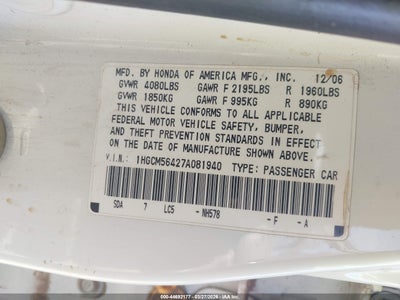 MFD. BY HONDA OF AMERICA MFG., INC. 12/06
GVWR 4080LBS GAWR F 2195LBS R 1960LBS
GVWR 1850KG GAWR F 995KG R 890KG
THIS VEHICLE CONFORMS TO ALL APPLICABLE
FEDERAL MOTOR VEHICLE SAFETY, BUMPER,
AND THEFT PREVENTION STANDARDS IN EFFECT
ON THE DATE OF MANUFACTURE SHOWN ABOVE.
V.I.N.: 1HGCM56427A081940 TYPE: PASSENGER CAR
SDA 7 LC5 -NH578 -F -A
000-44692177 - 05/27/2026 - IAA Inc.